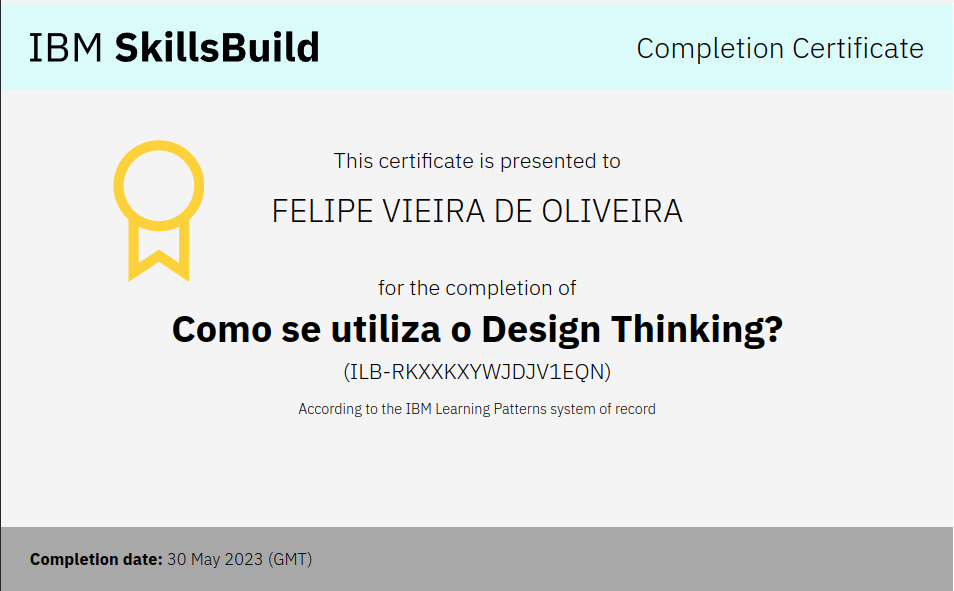 IBM SkillsBuild
Completion Certificate
This certificate is presented to
FELIPE VIEIRA DE OLIVEIRA
for the completion of
Como se utiliza o Design Thinking?
(ILB-RKXXKXYWJDJV1EQN)
According to the IBM Learning Patterns system of record
Completion date: 30 May 2023 (GMT)